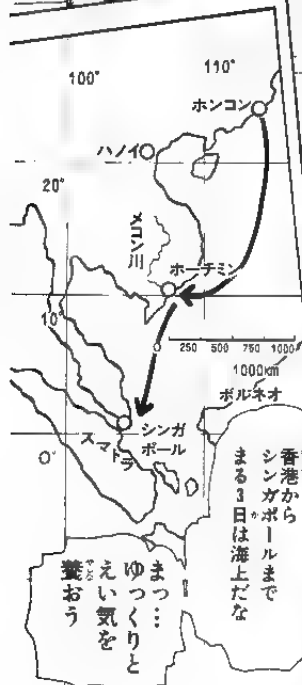 100°
110°
ホンコン
ハノイ
20°
メコン川
ホーチミン
10°
0 250 500 750 1000
1000km
ボルネオ
シンガ
ポール
スマトラ
0°
香港から
シンガポールまで
まる3日は海上だな
まっ…
ゆっくりと
えい気を
養おう